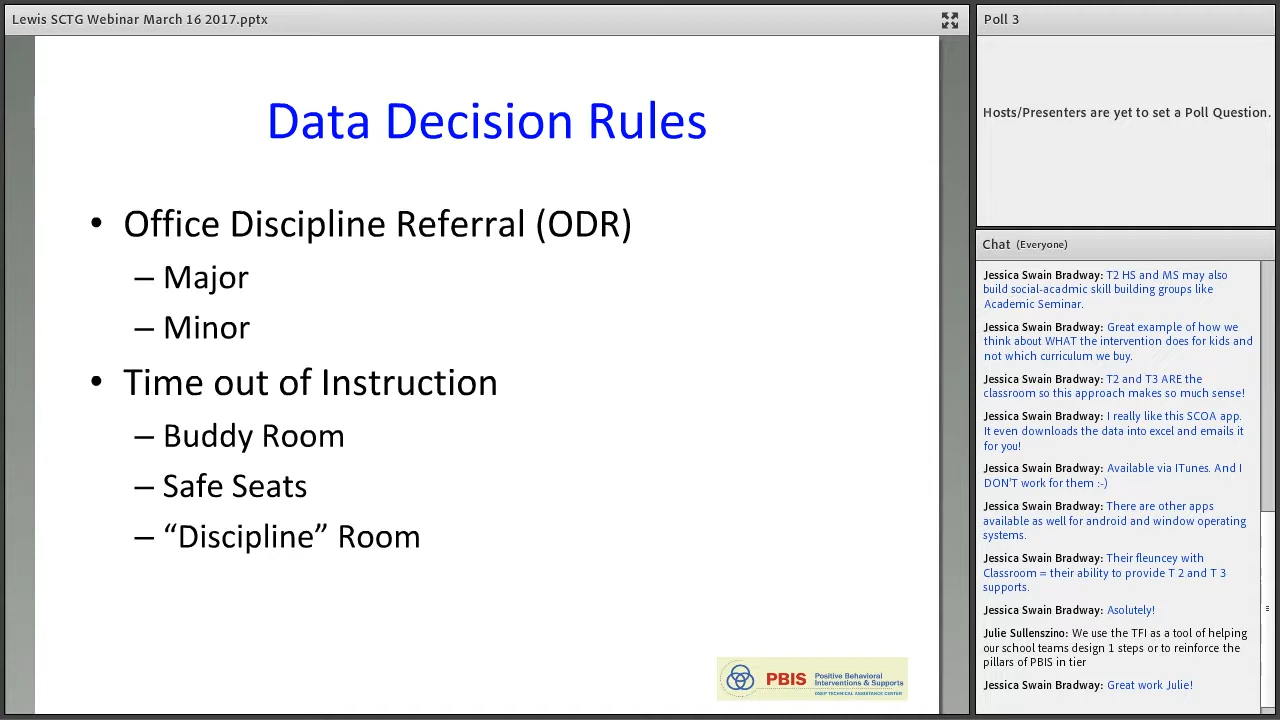 Lewis SCTG Webinar March 16 2017.pptx
Data Decision Rules
• Office Discipline Referral (ODR)
– Major
– Minor
• Time out of Instruction
– Buddy Room
– Safe Seats
– “Discipline” Room
PBIS
Positive Behavioral
Interventions & Supports
OSEP TECHNICAL ASSISTANCE CENTER
Poll 3
Hosts/Presenters are yet to set a Poll Question.
Chat (Everyone)
Jessica Swain Bradway: T2 HS and MS may also
build social-acadmic skill building groups like
Academic Seminar.
Jessica Swain Bradway: Great example of how we
think about WHAT the intervention does for kids and
not which curriculum we buy.
Jessica Swain Bradway: T2 and T3 ARE the
classroom so this approach makes so much sense!
Jessica Swain Bradway: I really like this SCOA app.
It even downloads the data into excel and emails it
for you!
Jessica Swain Bradway: Available via ITunes. And I
DON'T work for them :-)
Jessica Swain Bradway: There are other apps
available as well for android and window operating
systems.
Jessica Swain Bradway: Their fleuncey with
Classroom = their ability to provide T 2 and T 3
supports.
Jessica Swain Bradway: Asolutely!
Julie Sullenszino: We use the TFI as a tool of helping
our school teams design 1 steps or to reinforce the
pillars of PBIS in tier
Jessica Swain Bradway: Great work Julie!